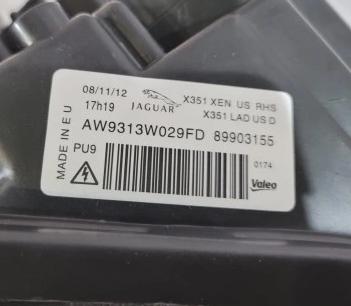 08/11/12
17h19
JAGUAR
X351 XEN US RHS
X351 LAD US D
AW9313W029FD 89903155
MADE IN EU
PU9
0174
Valeo